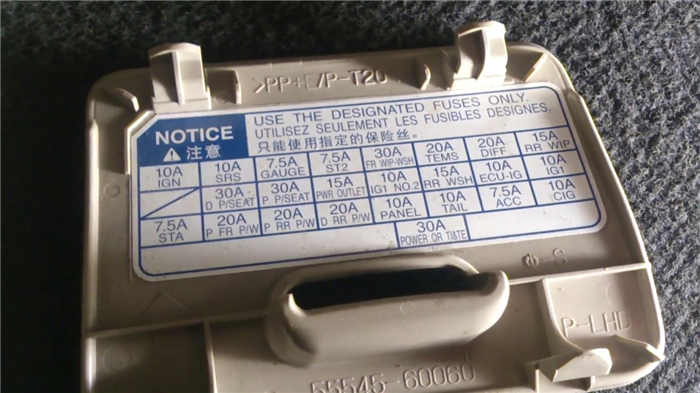 >PP+E/P-T20
NOTICE
注意
USE THE DESIGNATED FUSES ONLY.
UTILISEZ SEULEMENT LES FUSIBLES DESIGNES.
只能使用指定的保险丝。
10A IGN 10A SRS 7.5A GAUGE 7.5A ST2 30A FR WIP-WSH 20A TEMS 20A DIFF 15A RR WIP
30A D P/SEAT 30A P P/SEAT 15A PWR OUTLET 10A IG1 NO.2 15A RR WSH 10A ECU-IG 10A IG1
7.5A STA 20A P FR P/W 20A P RR P/W 20A D RR P/W 10A PANEL 10A TAIL 7.5A ACC 10A CIG
30A POWER OR TI&TE
P-LHD
55545-60060